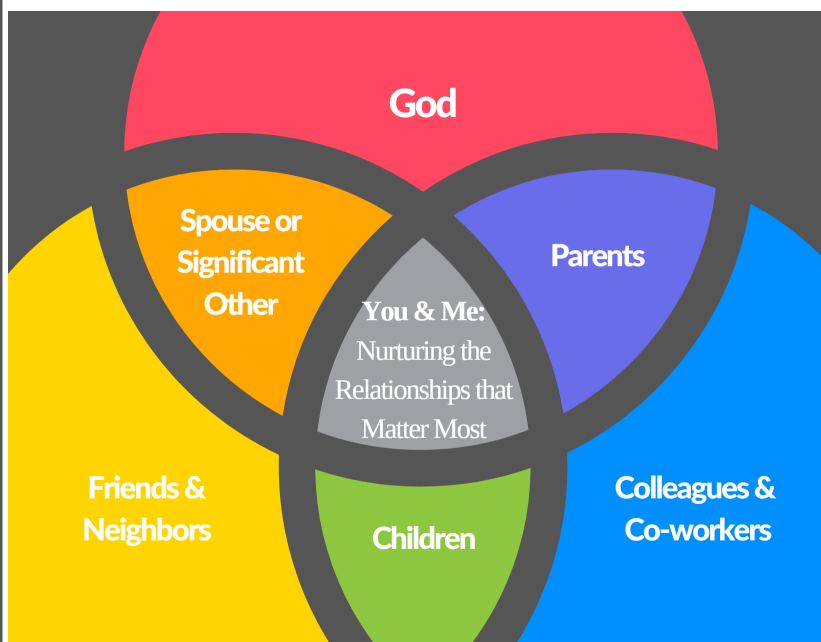 God
Spouse or
Significant
Other
Parents
You & Me:
Nurturing the
Relationships that
Matter Most
Friends &
Neighbors
Colleagues &
Co-workers
Children